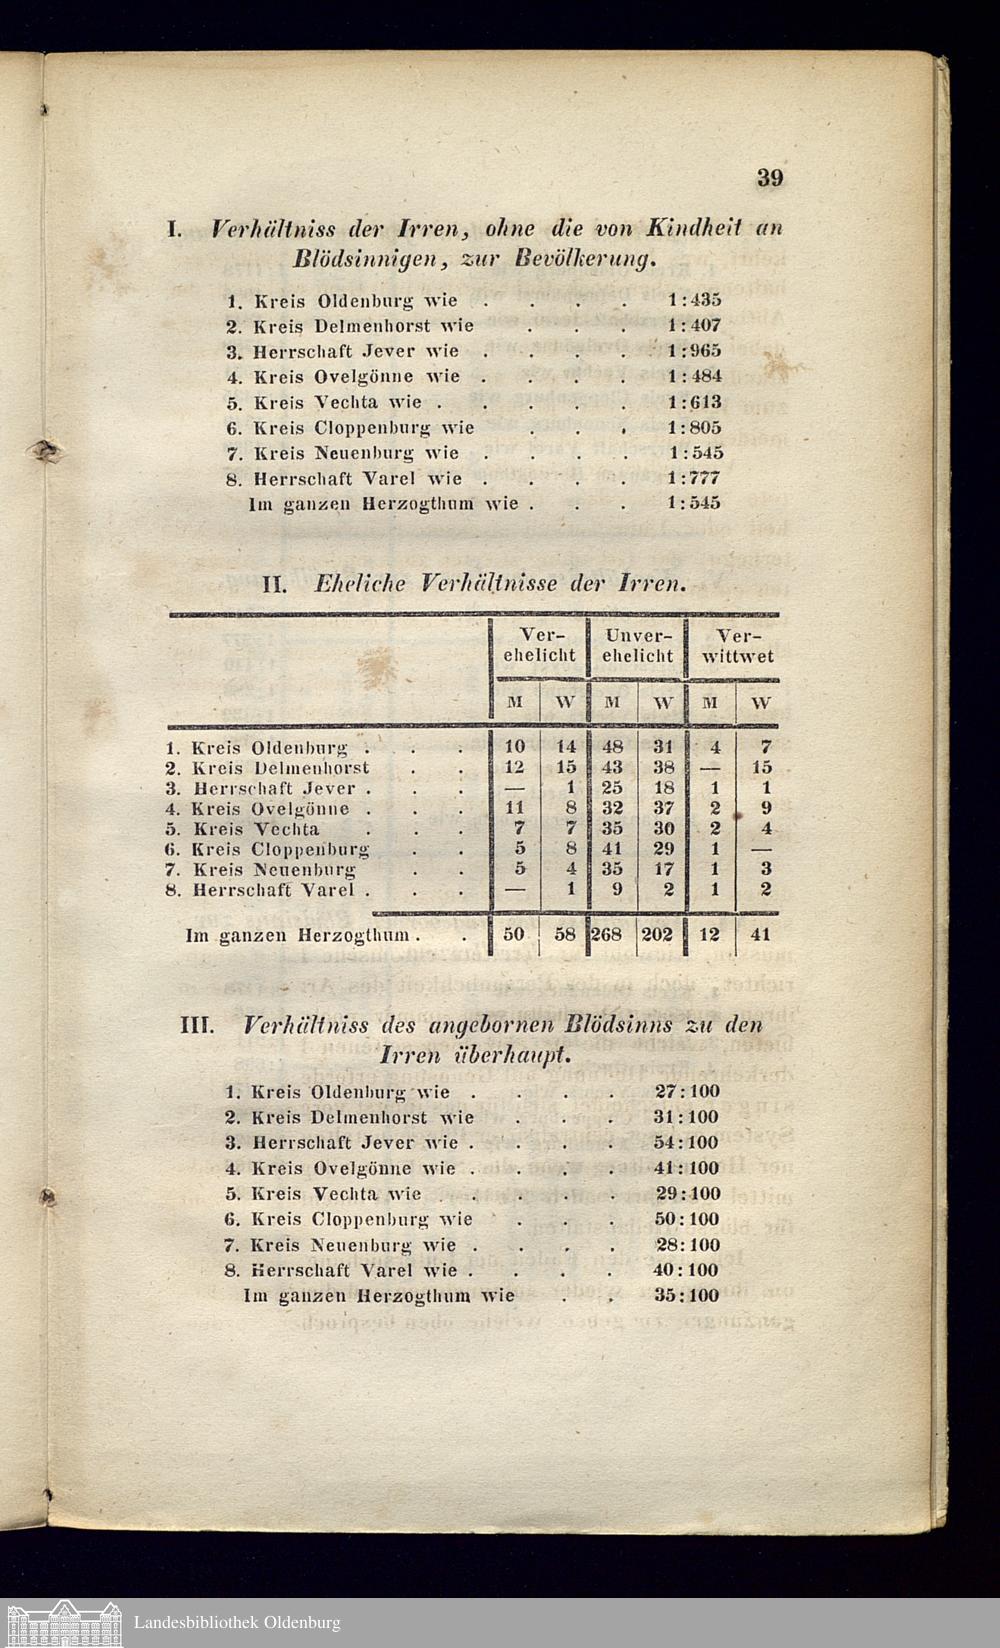 39
I. Verhältniss der Irren, ohne die von Kindheit an
Blödsinnigen, zur Bevölkerung.
1. Kreis Oldenburg wie . . . . 1:435
2. Kreis Delmenhorst wie . . . 1:407
3. Herrschaft Jever wie . . . . 1:965
4. Kreis Ovelgönne wie . . . . 1:484
5. Kreis Vechta wie . . . . . 1:613
6. Kreis Cloppenburg wie . . . 1:805
7. Kreis Neuenburg wie . . . . 1:545
8. Herrschaft Varel wie . . . . 1:777
Im ganzen Herzogthum wie . . . 1:545
II. Eheliche Verhältnisse der Irren.
Ver- Unver- Ver-
ehelicht ehelicht wittwet
M W M W M W
1. Kreis Oldenburg . . . 10 14 48 31 4 7
2. Kreis Delmenhorst . . 12 15 43 38 — 15
3. Herrschaft Jever . . . — 1 25 18 1 1
4. Kreis Ovelgönne . . . 11 8 32 37 2 9
5. Kreis Vechta . . . 7 7 35 30 2 4
6. Kreis Cloppenburg . . 5 8 41 29 1 —
7. Kreis Neuenburg . . 5 4 35 17 1 3
8. Herrschaft Varel . . . — 1 9 2 1 2
Im ganzen Herzogthum . . 50 58 268 202 12 41
III. Verhältniss des angebornen Blödsinns zu den
Irren überhaupt.
1. Kreis Oldenburg wie . . . . 27:100
2. Kreis Delmenhorst wie . . . 31:100
3. Herrschaft Jever wie . . . . 54:100
4. Kreis Ovelgönne wie . . . . 41:100
5. Kreis Vechta wie . . . . 29:100
6. Kreis Cloppenburg wie . . . 50:100
7. Kreis Neuenburg wie . . . . 28:100
8. Herrschaft Varel wie . . . . 40:100
Im ganzen Herzogthum wie . . 35:100
Landesbibliothek Oldenburg